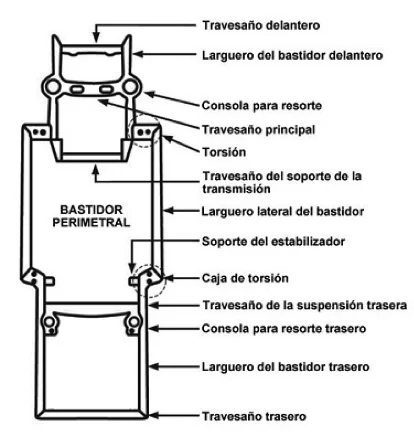 Travesaño delantero
Larguero del bastidor delantero
Consola para resorte
Travesaño principal
Torsión
Travesaño del soporte de la
transmisión
BASTIDOR
PERIMETRAL
Larguero lateral del bastidor
Soporte del estabilizador
Caja de torsión
Travesaño de la suspensión trasera
Consola para resorte trasero
Larguero del bastidor trasero
Travesaño trasero